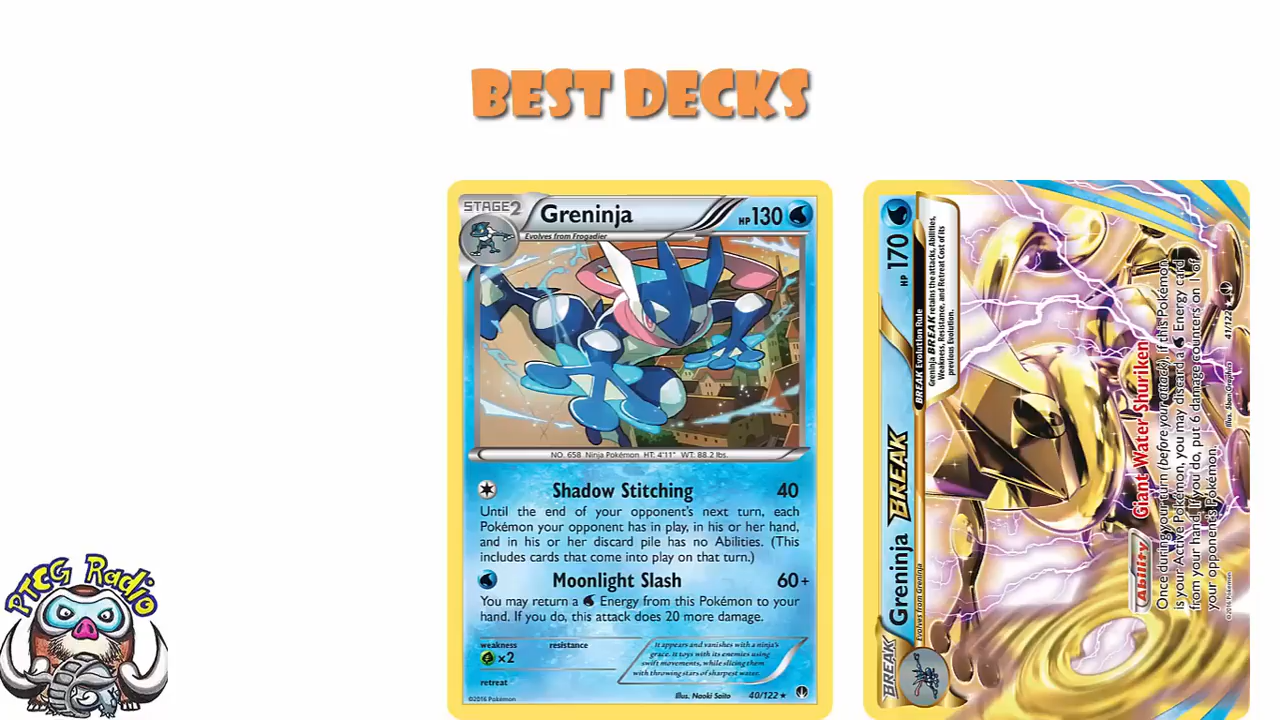 BEST DECKS
STAGE2
Greninja
HP 130
Evolves from Frogadier
NO. 658 Ninja Pokémon HT: 4'11" WT: 88.2 lbs.
Shadow Stitching 40
Until the end of your opponent's next turn, each
Pokémon your opponent has in play, in his or her hand,
and in his or her discard pile has no Abilities. (This
includes cards that come into play on that turn.)
Moonlight Slash 60+
You may return a Energy from this Pokémon to your
hand. If you do, this attack does 20 more damage.
weakness
resistance
×2
It appears and vanishes with a ninja's
grace. It toys with its enemies using
swift movements, while slicing them
with throwing stars of sharpest water.
retreat
©2016 Pokémon
Illus. Naoki Saito
40/122
BREAK
Evolves from Greninja
Greninja BREAK
HP 170
BREAK Evolution Rule
Greninja BREAK retains the attacks, Abilities,
Weakness, Resistance, and Retreat Cost of its
previous Evolution.
Ability
Giant Water Shuriken
Once during your turn (before your attack), if this Pokémon
is your Active Pokémon, you may discard a Energy card
from your hand. If you do, put 6 damage counters on 1 of
your opponent's Pokémon.
©2016 Pokémon
Illus. 5ban Graphics
41/122
PTCG Radio